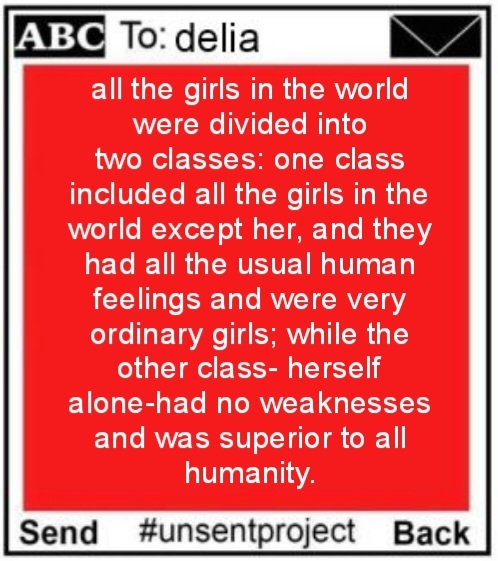 ABC To: delia
all the girls in the world
were divided into
two classes: one class
included all the girls in the
world except her, and they
had all the usual human
feelings and were very
ordinary girls; while the
other class- herself
alone-had no weaknesses
and was superior to all
humanity.
Send #unsentproject Back